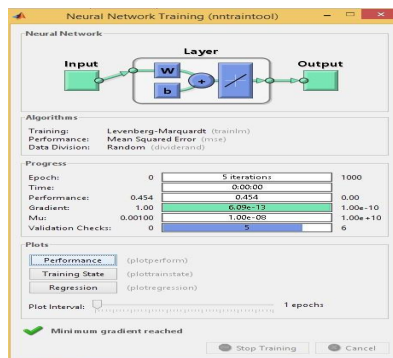 Neural Network Training (nntraintool)
Neural Network
Layer
Input
Output
W
b
+
Algorithms
Training: Levenberg-Marquardt (trainlm)
Performance: Mean Squared Error (mse)
Data Division: Random (dividerand)
Progress
Epoch: 0 5 iterations 1000
Time: 0:00:00
Performance: 0.454 0.454 0.00
Gradient: 1.00 6.09e-13 1.00e-10
Mu: 0.00100 1.00e-08 1.00e+10
Validation Checks: 0 5 6
Plots
Performance (plotperform)
Training State (plottrainstate)
Regression (plotregression)
Plot Interval: 1 epochs
Minimum gradient reached
Stop Training Cancel